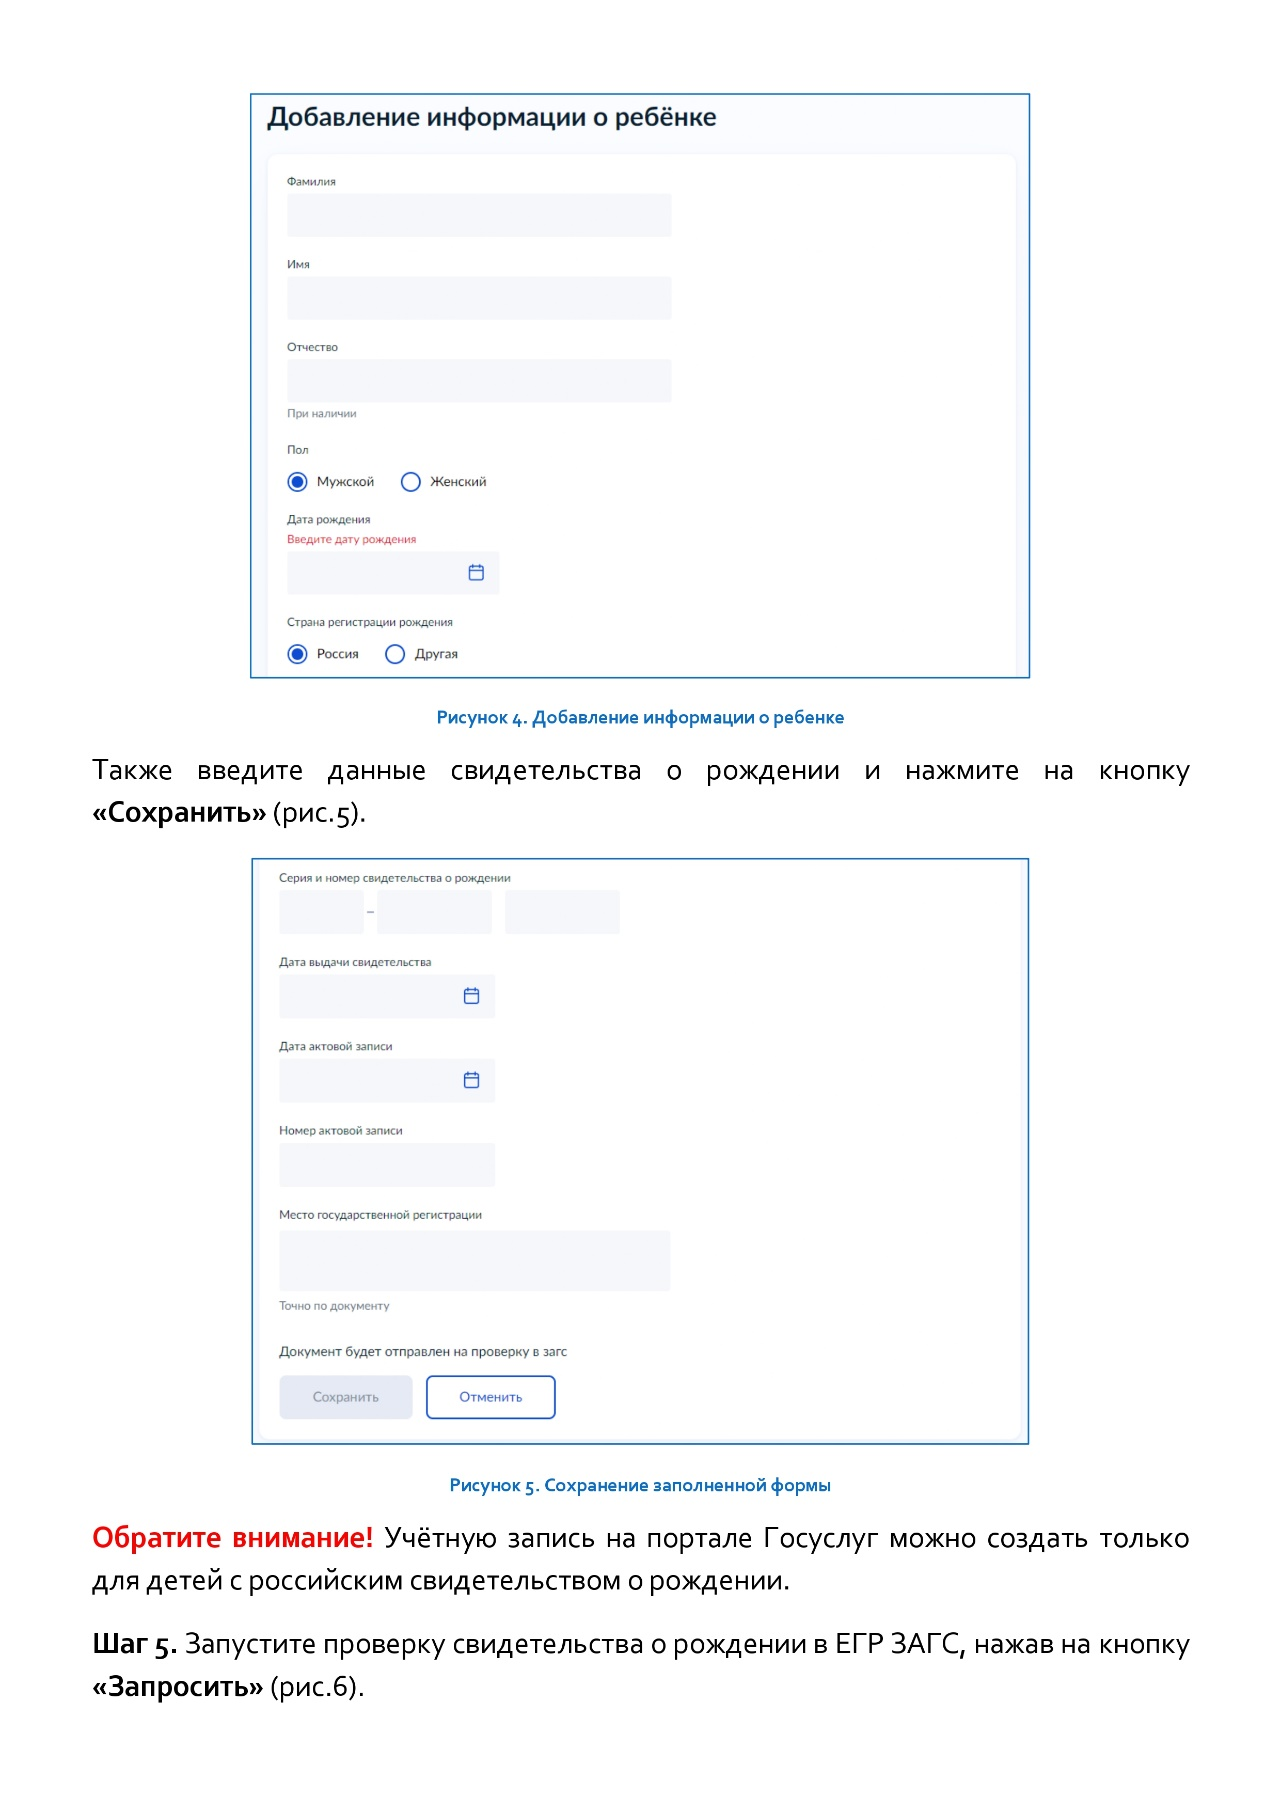 Добавление информации о ребёнке
Фамилия
Имя
Отчество
При наличии
Пол
Мужской Женский
Дата рождения
Введите дату рождения
Страна регистрации рождения
Россия Другая
Рисунок 4. Добавление информации о ребенке
Также введите данные свидетельства о рождении и нажмите на кнопку
«Сохранить» (рис.5).
Серия и номер свидетельства о рождении
–
Дата выдачи свидетельства
Дата актовой записи
Номер актовой записи
Место государственной регистрации
Точно по документу
Документ будет отправлен на проверку в загс
Сохранить Отменить
Рисунок 5. Сохранение заполненной формы
Обратите внимание! Учётную запись на портале Госуслуг можно создать только
для детей с российским свидетельством о рождении.
Шаг 5. Запустите проверку свидетельства о рождении в ЕГР ЗАГС, нажав на кнопку
«Запросить» (рис.6).